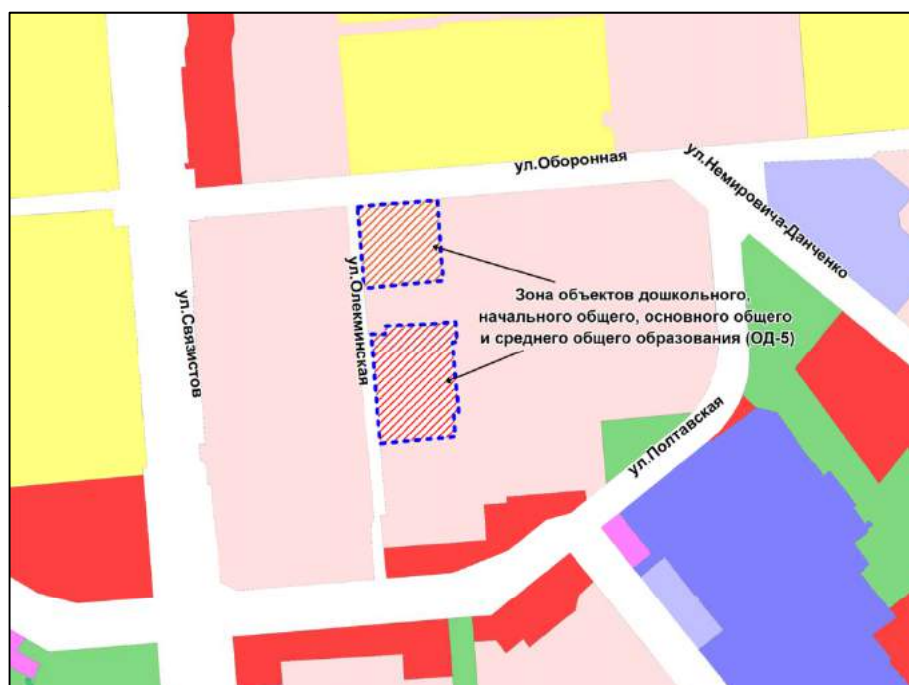 ул.Оборонная
ул.Немировича-Данченко
ул.Связистов
ул.Олекминская
Зона объектов дошкольного,
начального общего, основного общего
и среднего общего образования (ОД-5)
ул.Полтавская